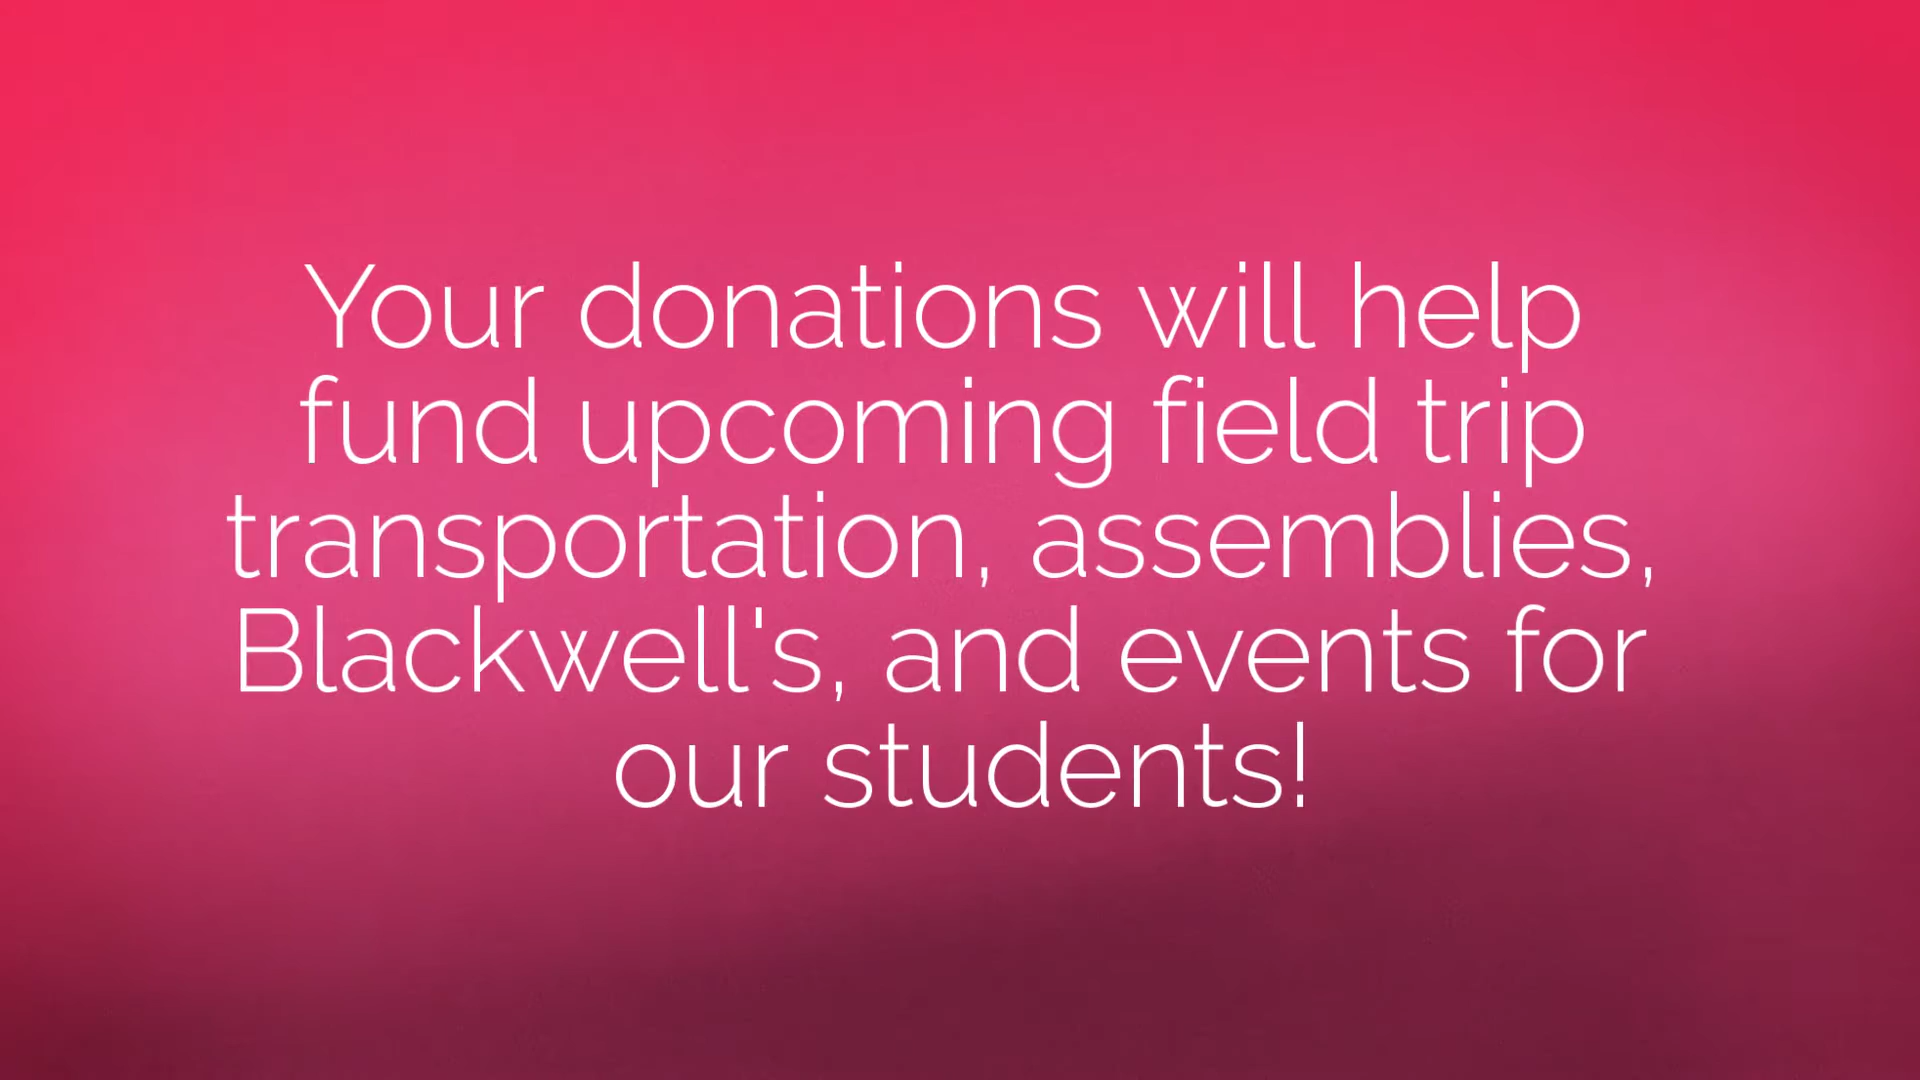 Your donations will help
fund upcoming field trip
transportation, assemblies,
Blackwell's, and events for
our students!